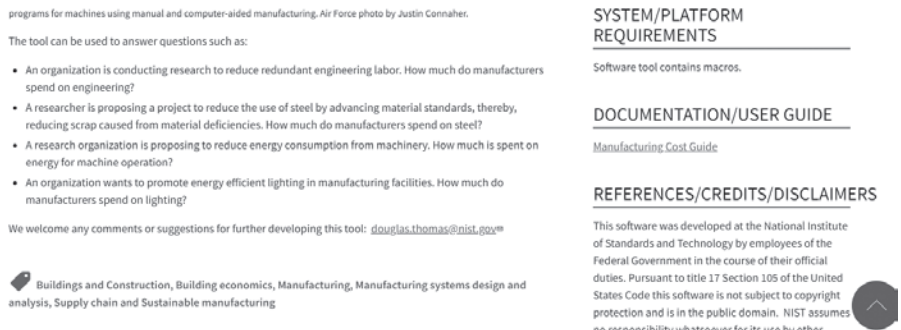 programs for machines using manual and computer-aided manufacturing. Air Force photo by Justin Connaher.
The tool can be used to answer questions such as:
• An organization is conducting research to reduce redundant engineering labor. How much do manufacturers
spend on engineering?
• A researcher is proposing a project to reduce the use of steel by advancing material standards, thereby,
reducing scrap caused from material deficiencies. How much do manufacturers spend on steel?
• A research organization is proposing to reduce energy consumption from machinery. How much is spent on
energy for machine operation?
• An organization wants to promote energy efficient lighting in manufacturing facilities. How much do
manufacturers spend on lighting?
We welcome any comments or suggestions for further developing this tool: douglas.thomas@nist.gov
Buildings and Construction, Building economics, Manufacturing, Manufacturing systems design and
analysis, Supply chain and Sustainable manufacturing
SYSTEM/PLATFORM
REQUIREMENTS
Software tool contains macros.
DOCUMENTATION/USER GUIDE
Manufacturing Cost Guide
REFERENCES/CREDITS/DISCLAIMERS
This software was developed at the National Institute
of Standards and Technology by employees of the
Federal Government in the course of their official
duties. Pursuant to title 17 Section 105 of the United
States Code this software is not subject to copyright
protection and is in the public domain. NIST assumes
no responsibility whatsoever for its use by other